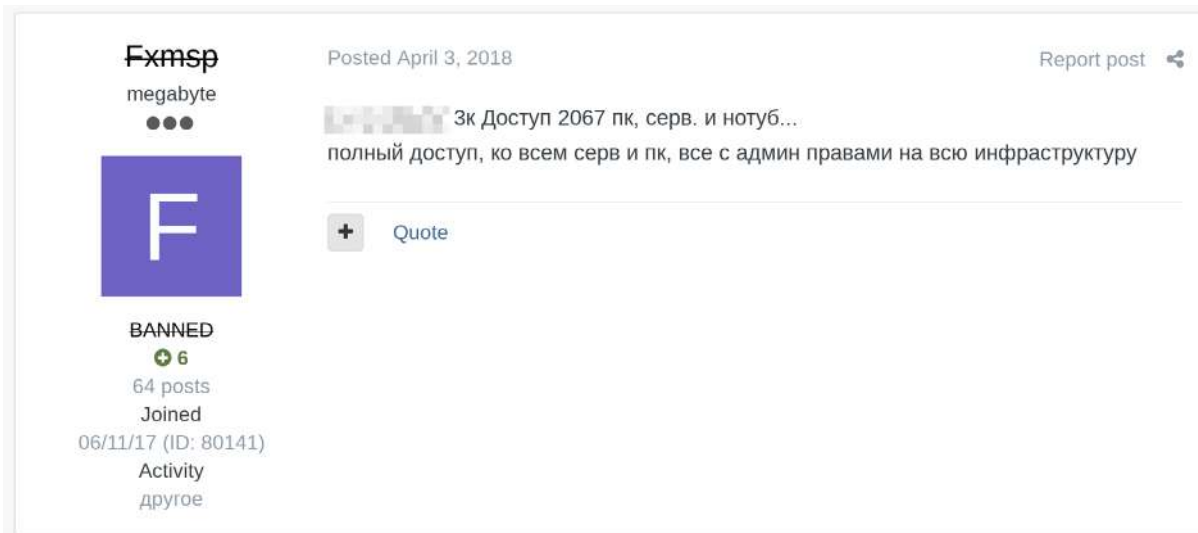 Fxmsp
megabyte
F
BANNED
6
64 posts
Joined
06/11/17 (ID: 80141)
Activity
другое
Posted April 3, 2018
Report post
3к Доступ 2067 пк, серв. и нотуб...
полный доступ, ко всем серв и пк, все с админ правами на всю инфраструктуру
Quote